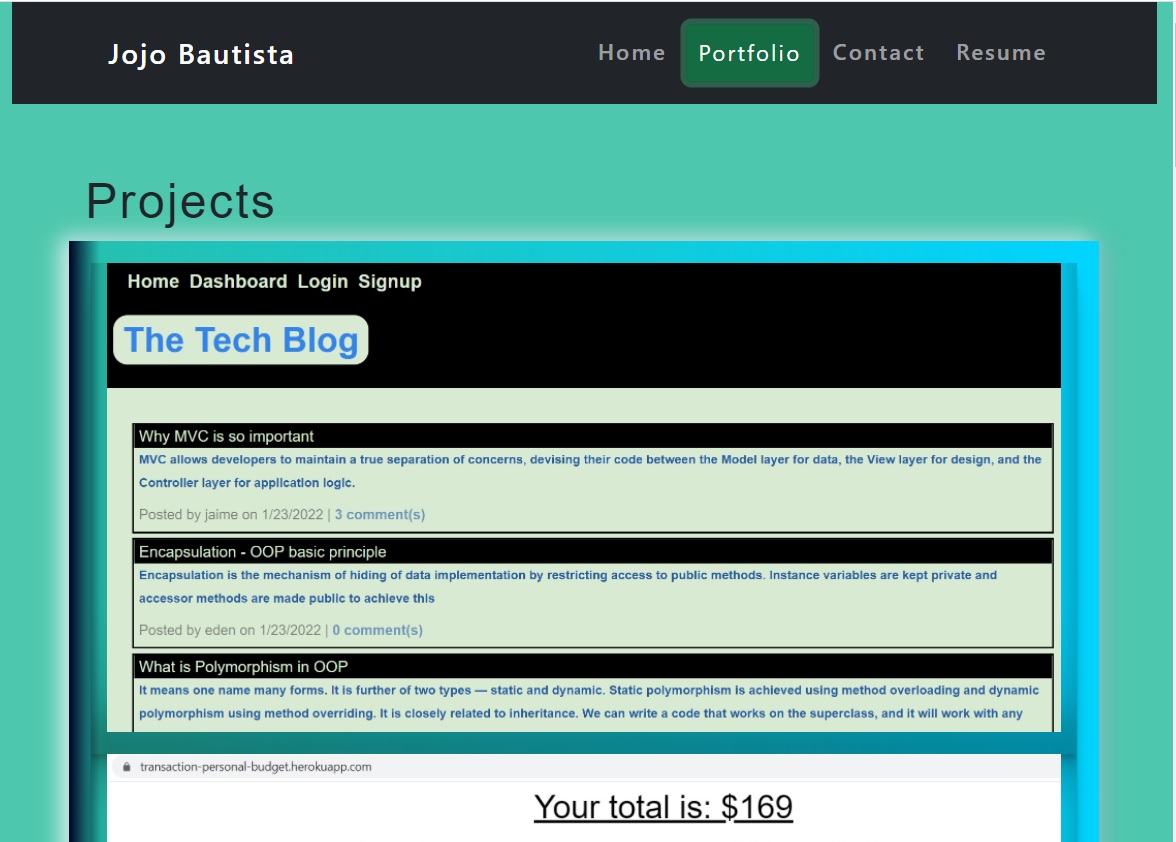 Jojo Bautista
Home Portfolio Contact Resume
Projects
Home Dashboard Login Signup
The Tech Blog
Why MVC is so important
MVC allows developers to maintain a true separation of concerns, devising their code between the Model layer for data, the View layer for design, and the
Controller layer for application logic.
Posted by jaime on 1/23/2022 | 3 comment(s)
Encapsulation - OOP basic principle
Encapsulation is the mechanism of hiding of data implementation by restricting access to public methods. Instance variables are kept private and
accessor methods are made public to achieve this
Posted by eden on 1/23/2022 | 0 comment(s)
What is Polymorphism in OOP
It means one name many forms. It is further of two types — static and dynamic. Static polymorphism is achieved using method overloading and dynamic
polymorphism using method overriding. It is closely related to inheritance. We can write a code that works on the superclass, and it will work with any
transaction-personal-budget.herokuapp.com
Your total is: $169